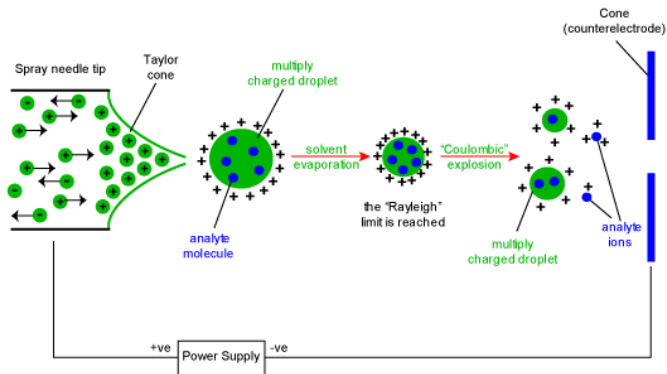 Cone
(counterelectrode)
Spray needle tip
Taylor
cone
multiply
charged droplet
solvent
evaporation
"Coulombic"
explosion
the "Rayleigh"
limit is reached
analyte
molecule
multiply
charged droplet
analyte
ions
+ve
Power Supply
-ve